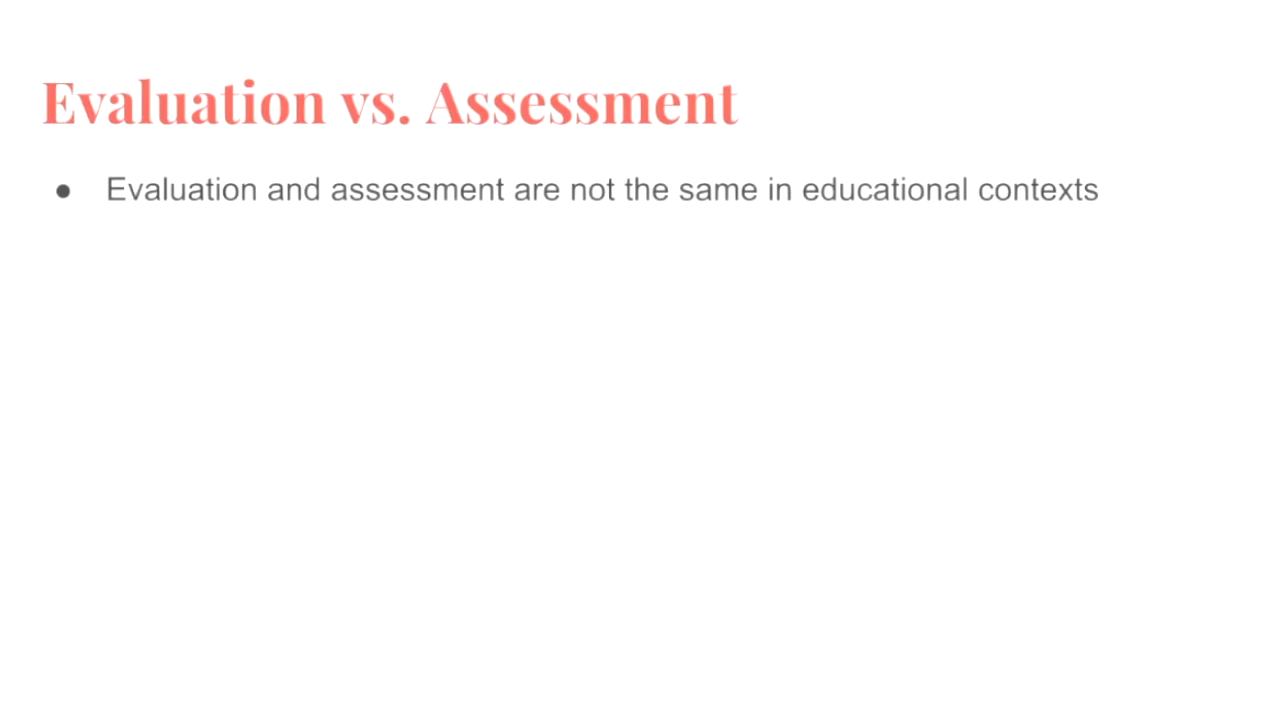 Evaluation vs. Assessment
● Evaluation and assessment are not the same in educational contexts